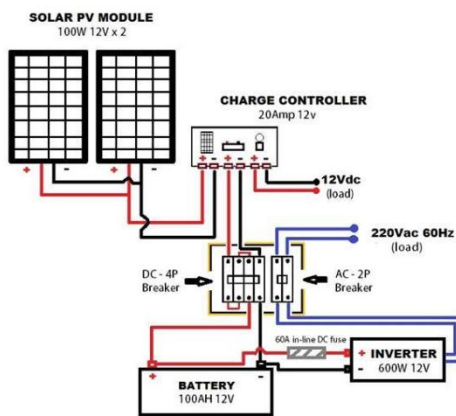 SOLAR PV MODULE
100W 12V x 2
+ - + -
CHARGE CONTROLLER
20Amp 12v
+ - + - + -
12Vdc
(load)
220Vac 60Hz
(load)
DC - 4P
Breaker
AC - 2P
Breaker
60A in-line DC fuse
+ INVERTER
- 600W 12V
+ -
BATTERY
100AH 12V